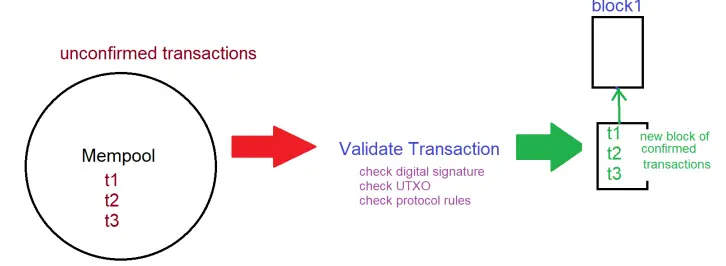 unconfirmed transactions
Mempool
t1
t2
t3
Validate Transaction
check digital signature
check UTXO
check protocol rules
block1
t1
t2
t3
new block of
confirmed
transactions